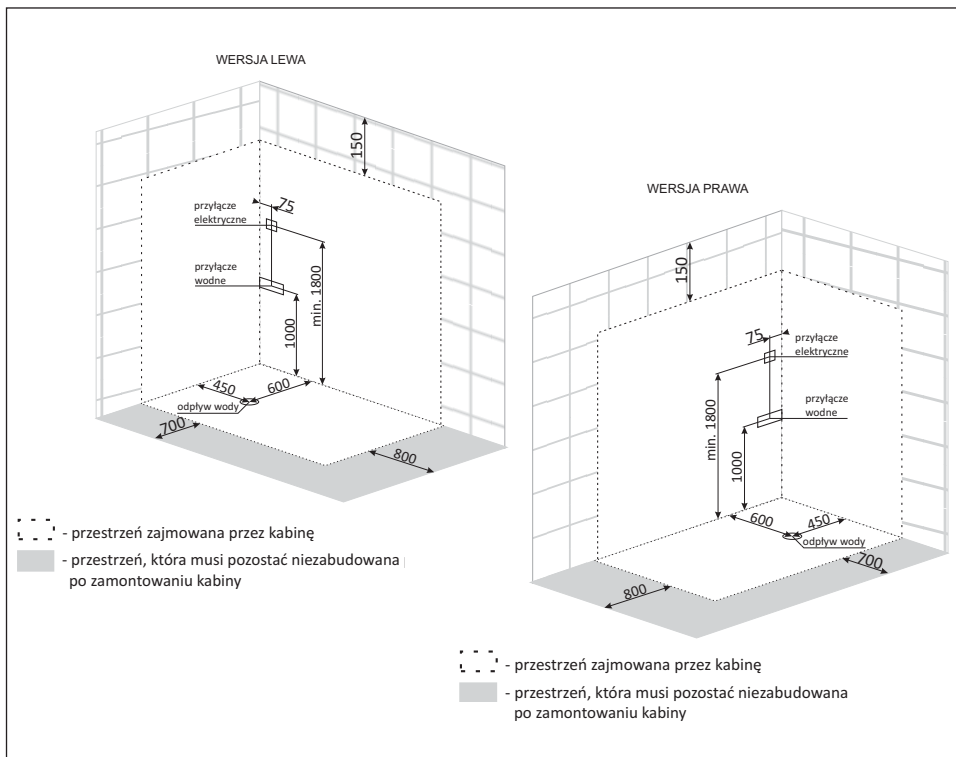 WERSJA LEWA
150
75
przyłącze
elektryczne
przyłącze
wodne
min. 1800
1000
450
600
odpływ wody
700
800
- przestrzeń zajmowana przez kabinę
- przestrzeń, która musi pozostać niezabudowana
po zamontowaniu kabiny
WERSJA PRAWA
150
75
przyłącze
elektryczne
przyłącze
wodne
min. 1800
1000
600
450
odpływ wody
700
800
- przestrzeń zajmowana przez kabinę
- przestrzeń, która musi pozostać niezabudowana
po zamontowaniu kabiny